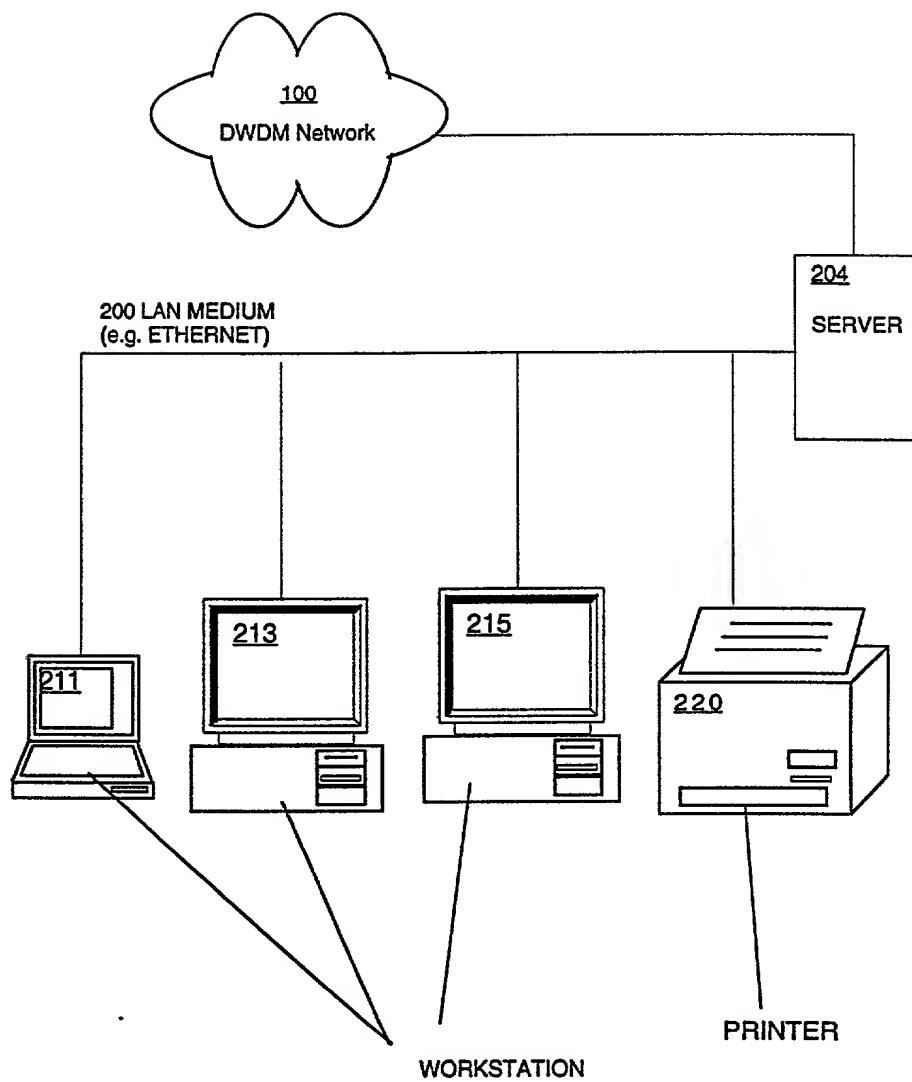 100
DWDM Network
204
SERVER
200 LAN MEDIUM
(e.g. ETHERNET)
211
213
215
220
PRINTER
WORKSTATION